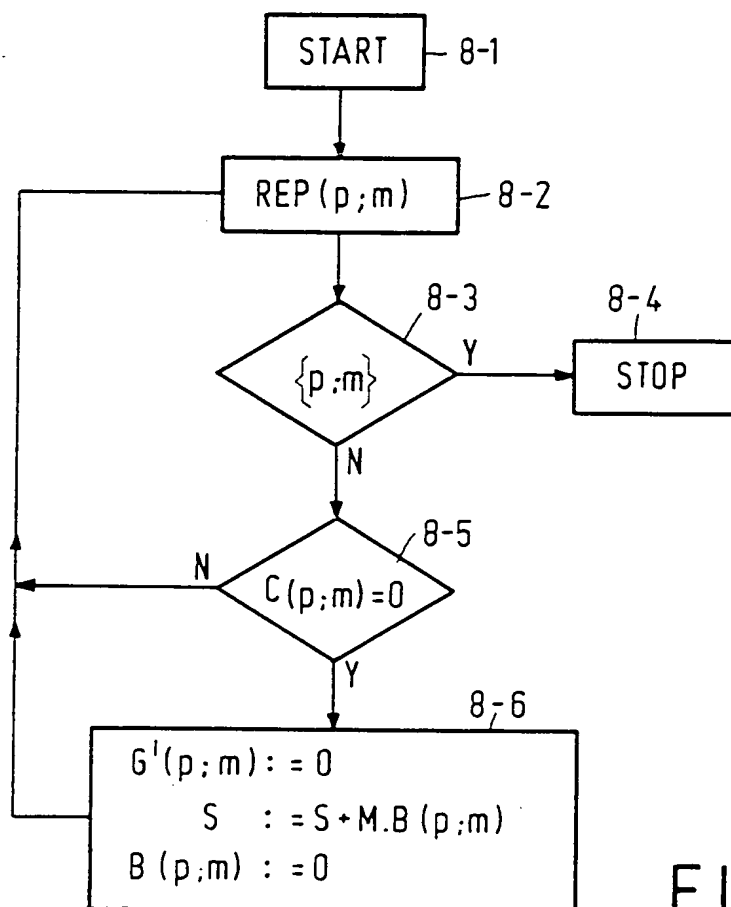 START
8-1
REP(p;m)
8-2
8-3
{p;m}
Y
8-4
STOP
N
8-5
C(p;m)=0
N
Y
8-6
G'(p;m):=0
S :=S+M.B(p;m)
B(p;m):=0